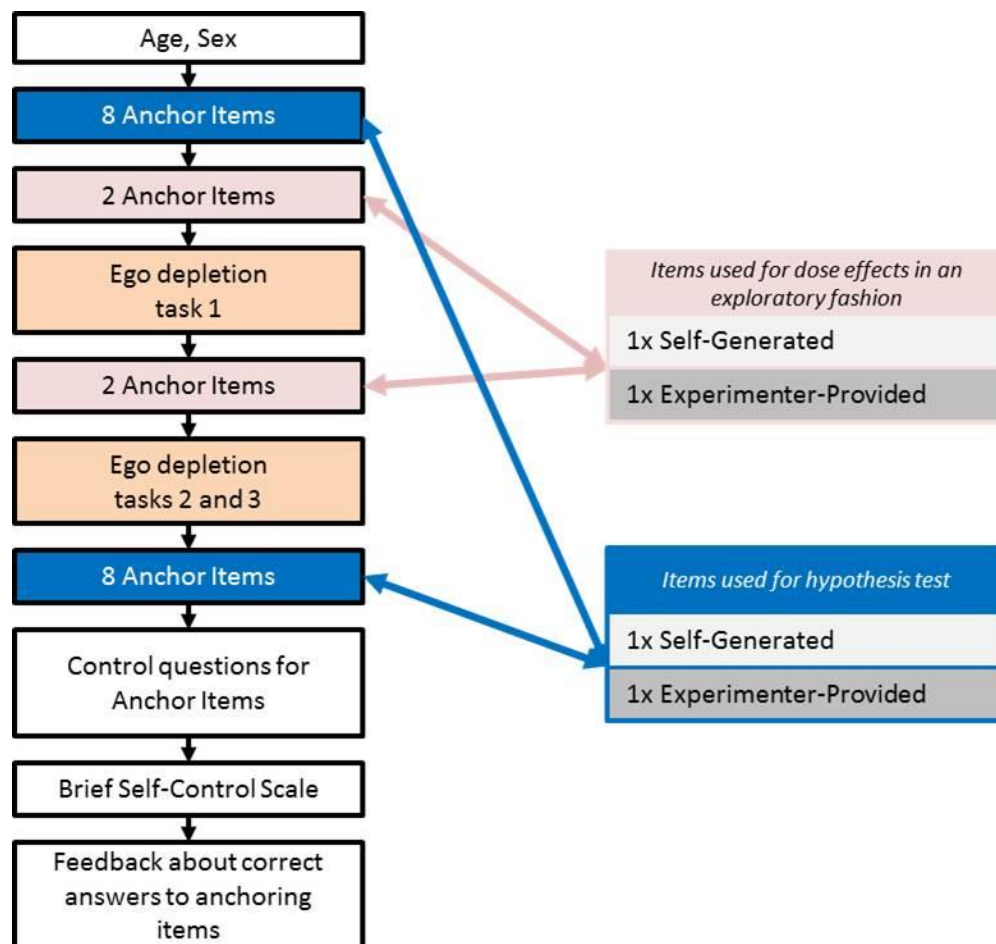 Age, Sex
8 Anchor Items
2 Anchor Items
Ego depletion
task 1
2 Anchor Items
Ego depletion
tasks 2 and 3
8 Anchor Items
Control questions for
Anchor Items
Brief Self-Control Scale
Feedback about correct
answers to anchoring
items
Items used for dose effects in an
exploratory fashion
1x Self-Generated
1x Experimenter-Provided
Items used for hypothesis test
1x Self-Generated
1x Experimenter-Provided